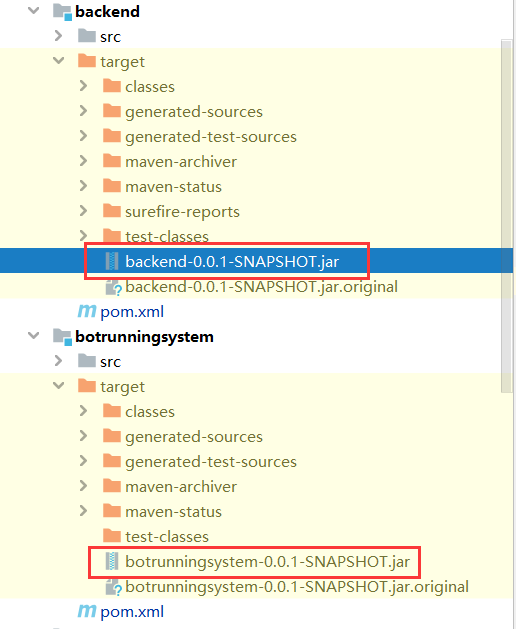 backend
src
target
classes
generated-sources
generated-test-sources
maven-archiver
maven-status
surefire-reports
test-classes
backend-0.0.1-SNAPSHOT.jar
backend-0.0.1-SNAPSHOT.jar.original
m pom.xml
botrunningsystem
src
target
classes
generated-sources
generated-test-sources
maven-archiver
maven-status
test-classes
botrunningsystem-0.0.1-SNAPSHOT.jar
botrunningsystem-0.0.1-SNAPSHOT.jar.original
m pom.xml